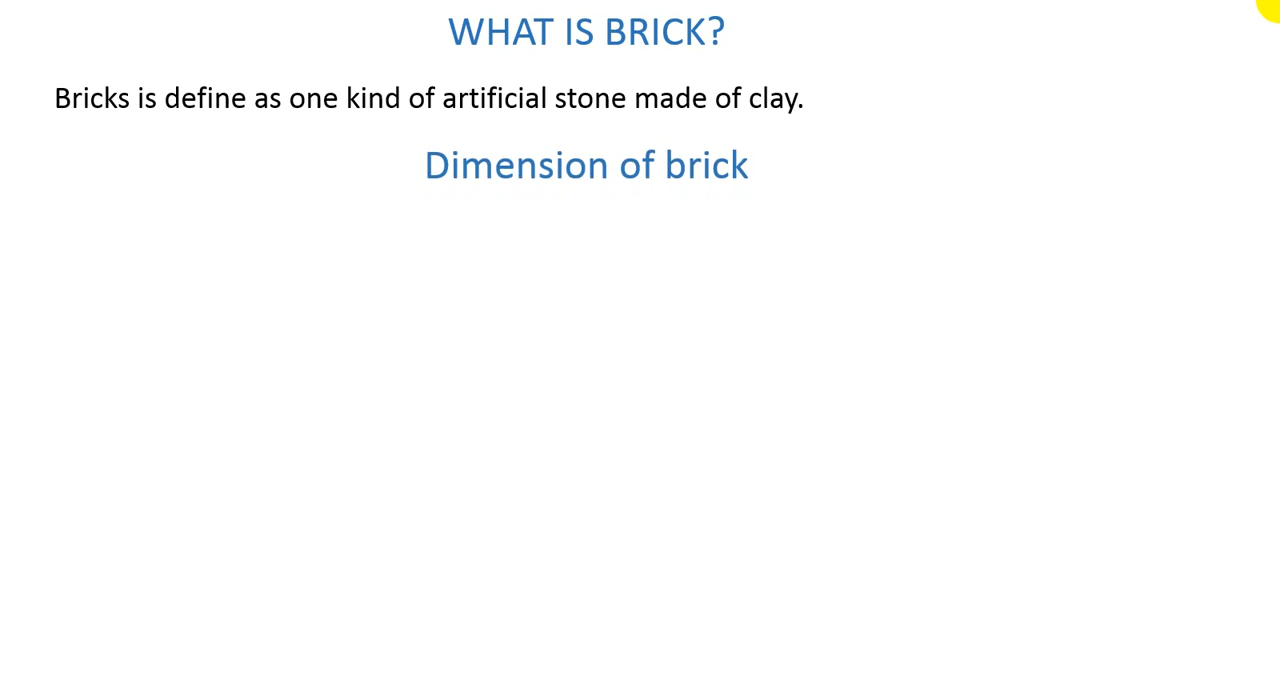 WHAT IS BRICK?
Bricks is define as one kind of artificial stone made of clay.
Dimension of brick